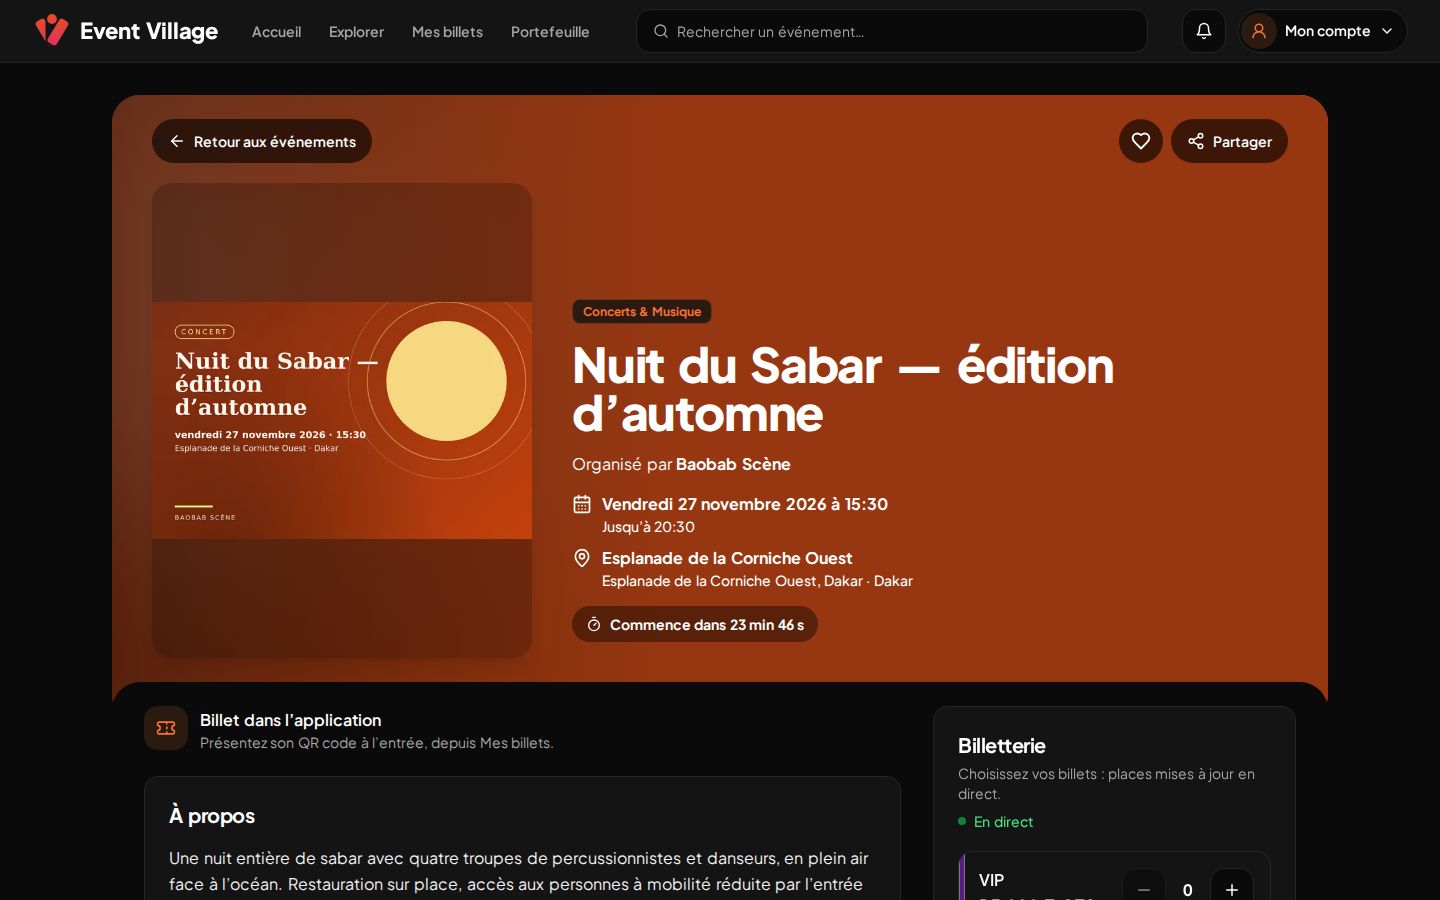 Event Village
Accueil
Explorer
Mes billets
Portefeuille
Rechercher un événement...
Mon compte
Retour aux événements
Partager
CONCERT
Nuit du Sabar —
édition
d’automne
vendredi 27 novembre 2026 · 15:30
Esplanade de la Corniche Ouest · Dakar
BAOBAB SCÈNE
Concerts & Musique
Nuit du Sabar — édition
d’automne
Organisé par Baobab Scène
Vendredi 27 novembre 2026 à 15:30
Jusqu’à 20:30
Esplanade de la Corniche Ouest
Esplanade de la Corniche Ouest, Dakar · Dakar
Commence dans 23 min 46 s
Billet dans l’application
Présentez son QR code à l’entrée, depuis Mes billets.
À propos
Une nuit entière de sabar avec quatre troupes de percussionnistes et danseurs, en plein air
face à l’océan. Restauration sur place, accès aux personnes à mobilité réduite par l’entrée
Billetterie
Choisissez vos billets : places mises à jour en
direct.
En direct
VIP
0